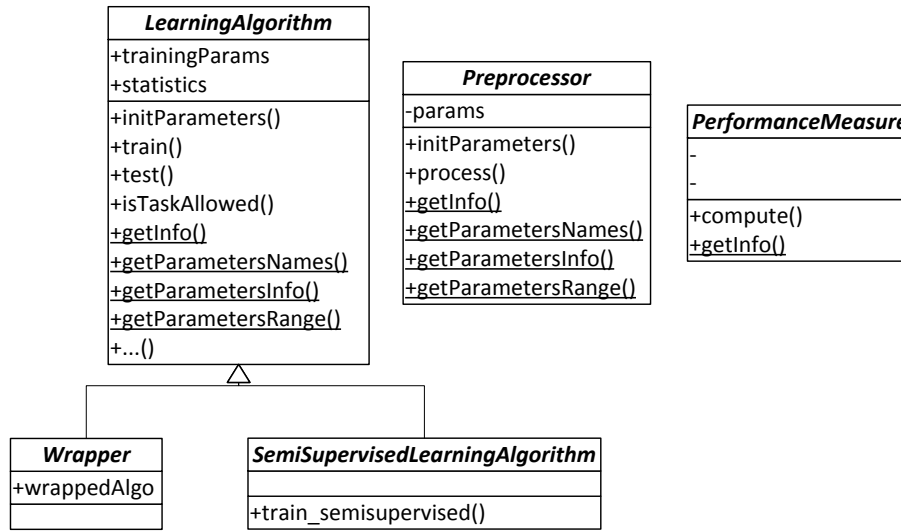 LearningAlgorithm
+trainingParams
+statistics
+initParameters()
+train()
+test()
+isTaskAllowed()
+getInfo()
+getParametersNames()
+getParametersInfo()
+getParametersRange()
+...()
Preprocessor
-params
+initParameters()
+process()
+getInfo()
+getParametersNames()
+getParametersInfo()
+getParametersRange()
PerformanceMeasure
-
-
+compute()
+getInfo()
Wrapper
+wrappedAlgo
SemiSupervisedLearningAlgorithm
+train_semisupervised()